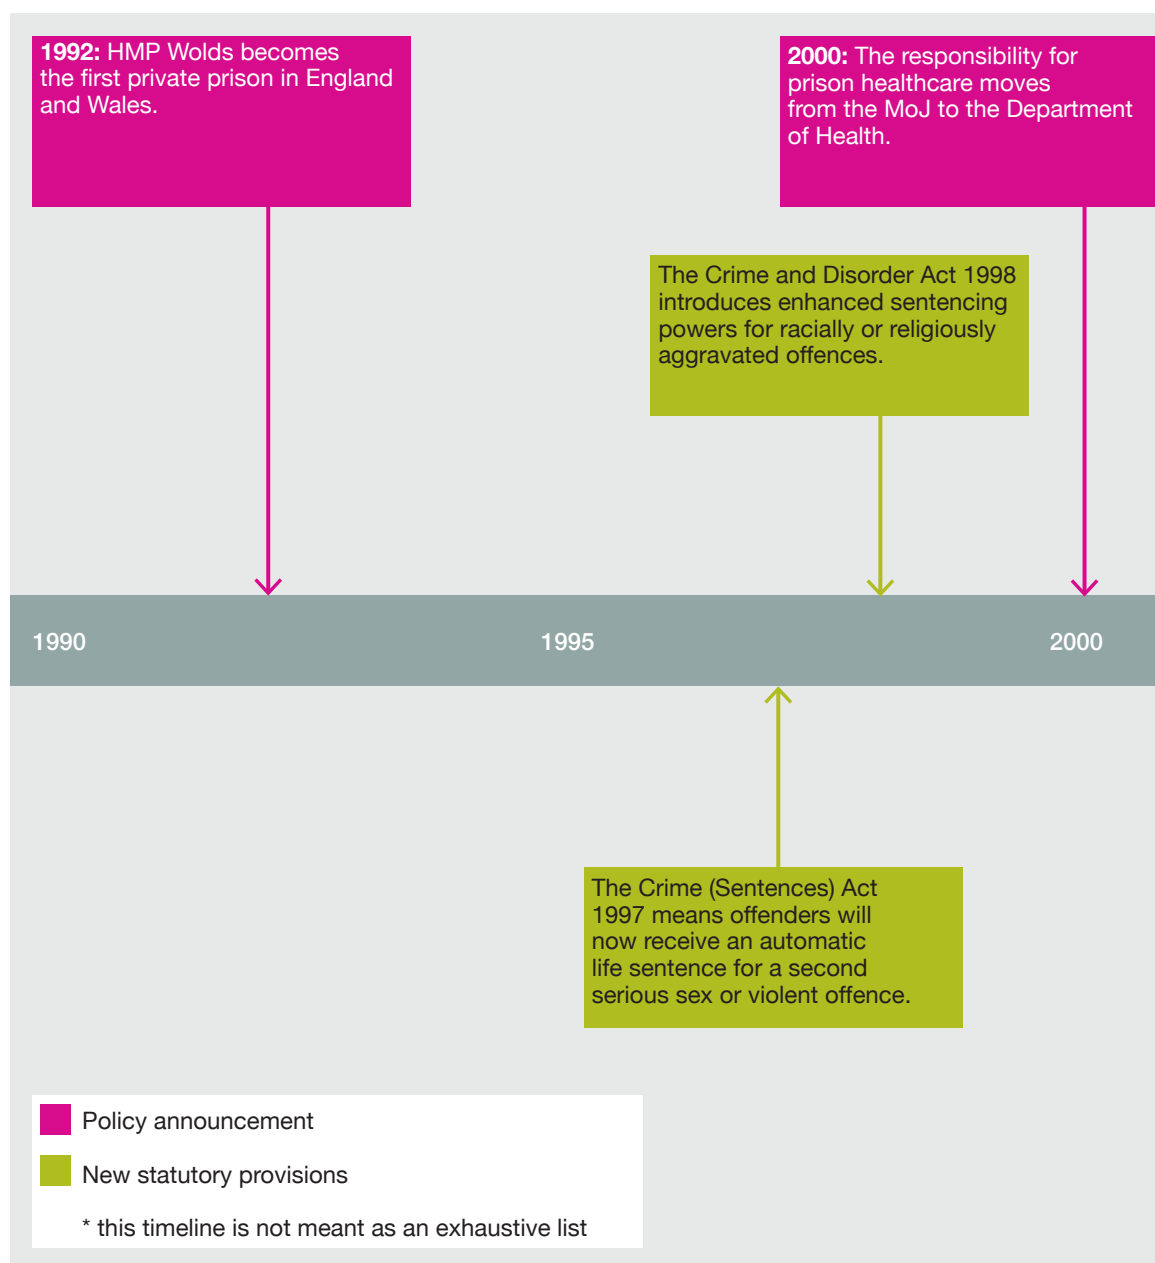 1992: HMP Wolds becomes
the first private prison in England
and Wales.
2000: The responsibility for
prison healthcare moves
from the MoJ to the Department
of Health.
The Crime and Disorder Act 1998
introduces enhanced sentencing
powers for racially or religiously
aggravated offences.
1990
1995
2000
The Crime (Sentences) Act
1997 means offenders will
now receive an automatic
life sentence for a second
serious sex or violent offence.
Policy announcement
New statutory provisions
* this timeline is not meant as an exhaustive list